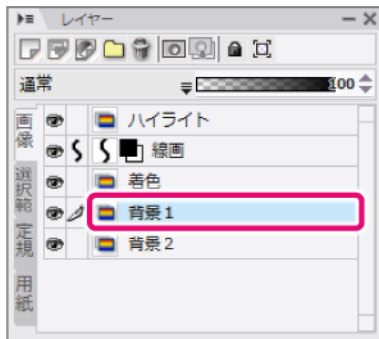 レイヤー
通常 100
画像
選択範
定規
用紙
ハイライト
線画
着色
背景1
背景2